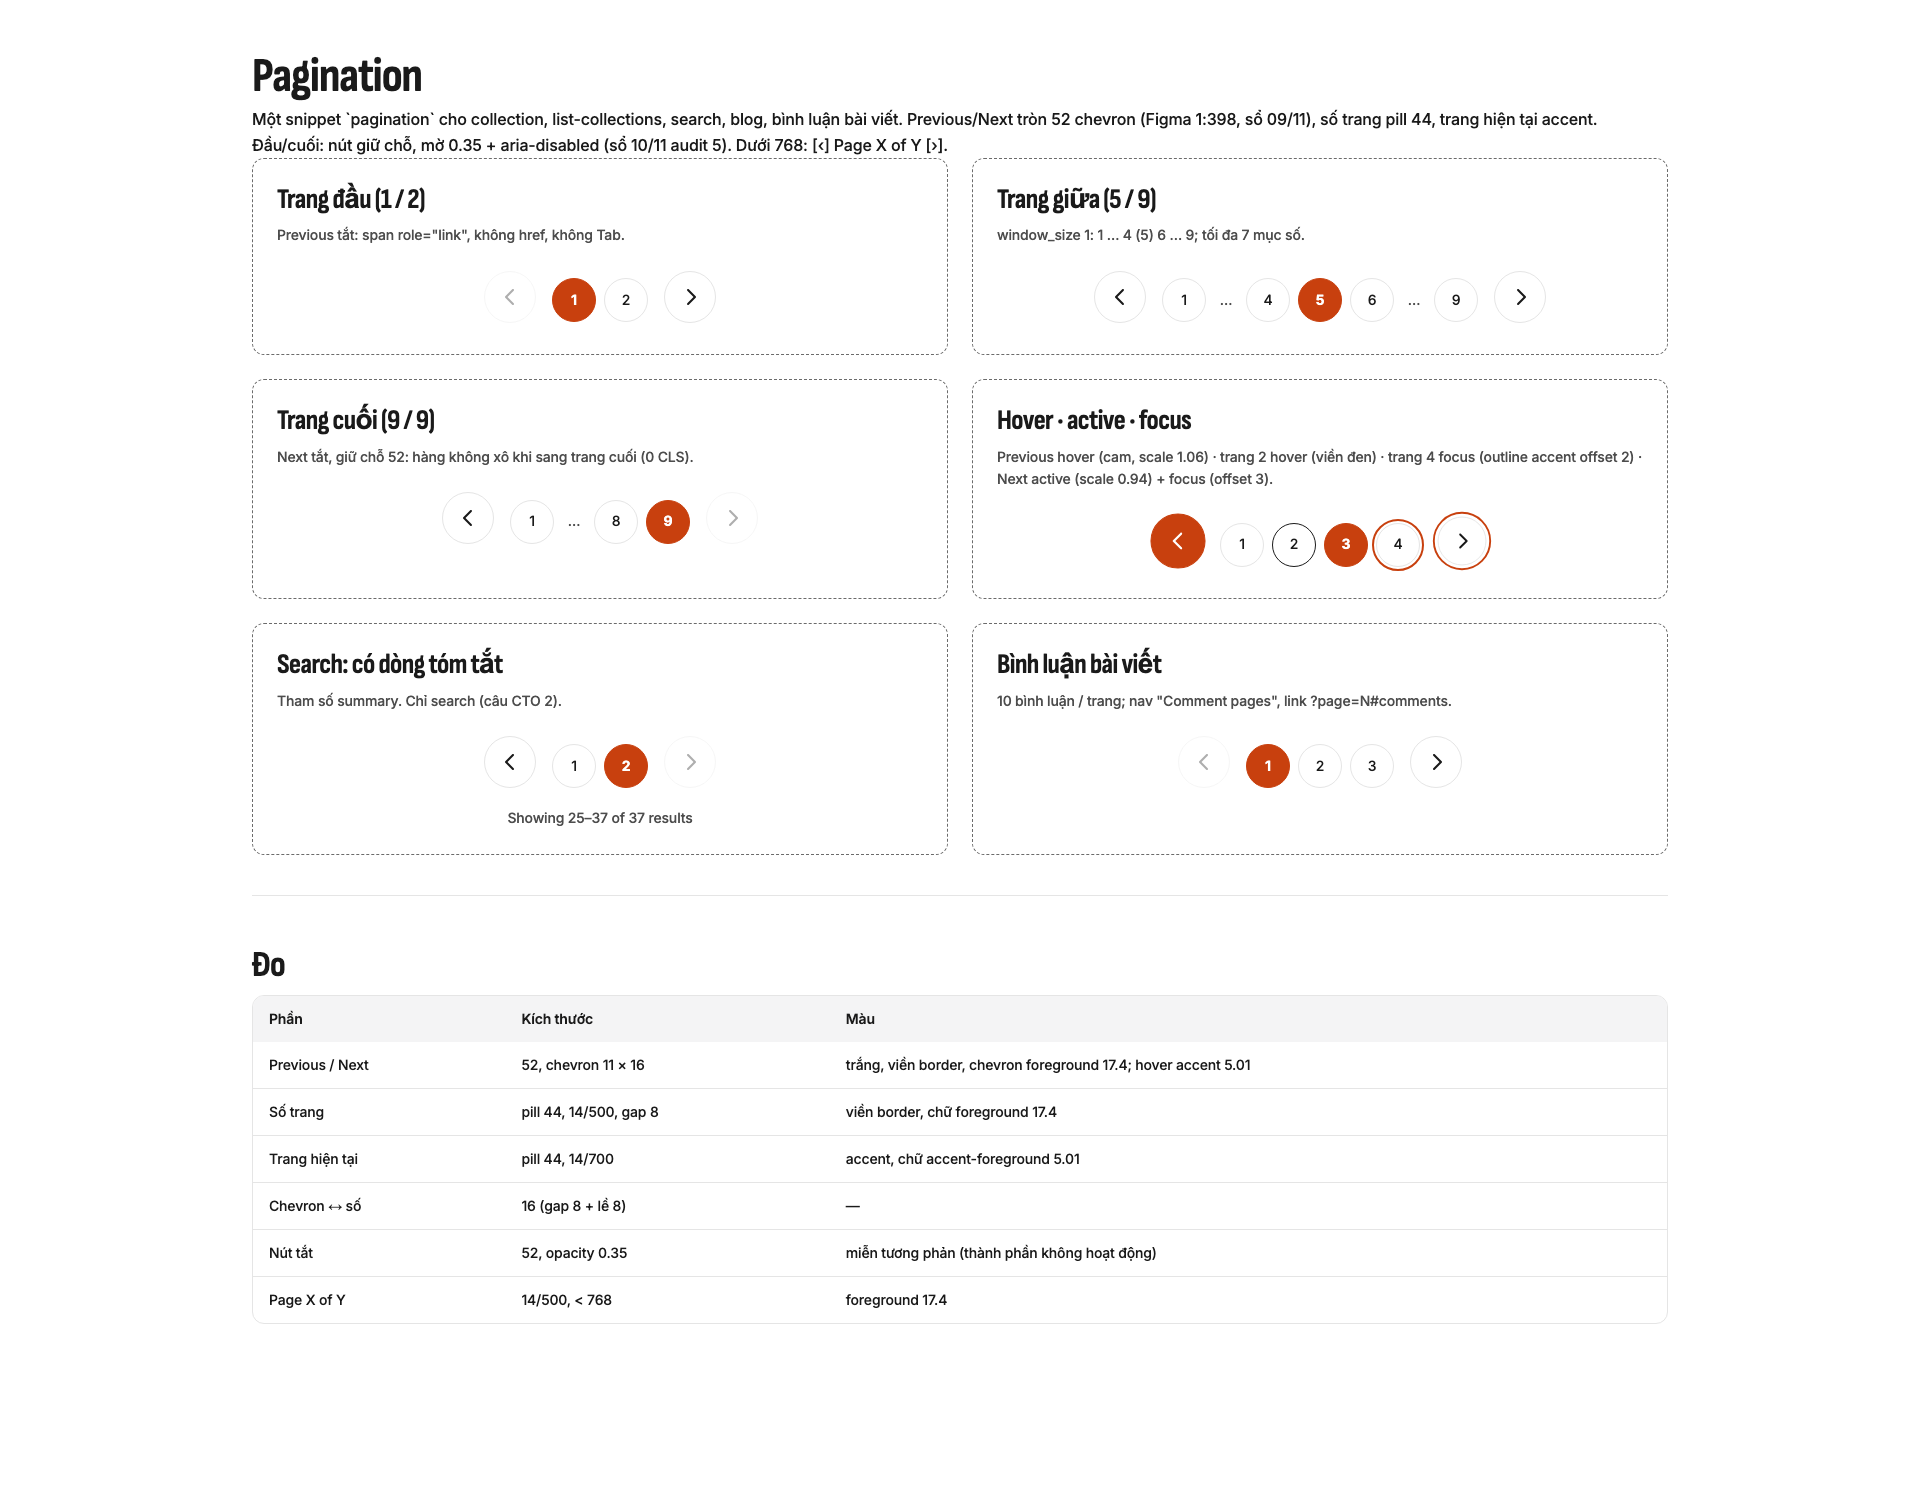 Pagination
Một snippet `pagination` cho collection, list-collections, search, blog, bình luận bài viết. Previous/Next tròn 52 chevron (Figma 1:398, sổ 09/11), số trang pill 44, trang hiện tại accent.
Đầu/cuối: nút giữ chỗ, mờ 0.35 + aria-disabled (sổ 10/11 audit 5). Dưới 768: [‹] Page X of Y [›].
Trang đầu (1 / 2)
Previous tắt: span role="link", không href, không Tab.
1 2
Trang giữa (5 / 9)
window_size 1: 1 … 4 (5) 6 … 9; tối đa 7 mục số.
1 … 4 5 6 … 9
Trang cuối (9 / 9)
Next tắt, giữ chỗ 52: hàng không xô khi sang trang cuối (0 CLS).
1 … 8 9
Hover · active · focus
Previous hover (cam, scale 1.06) · trang 2 hover (viền đen) · trang 4 focus (outline accent offset 2) ·
Next active (scale 0.94) + focus (offset 3).
1 2 3 4
Search: có dòng tóm tắt
Tham số summary. Chỉ search (câu CTO 2).
1 2
Showing 25–37 of 37 results
Bình luận bài viết
10 bình luận / trang; nav "Comment pages", link ?page=N#comments.
1 2 3
Đo
Phần Kích thước Màu
Previous / Next 52, chevron 11 × 16 trắng, viền border, chevron foreground 17.4; hover accent 5.01
Số trang pill 44, 14/500, gap 8 viền border, chữ foreground 17.4
Trang hiện tại pill 44, 14/700 accent, chữ accent-foreground 5.01
Chevron ↔ số 16 (gap 8 + lề 8) —
Nút tắt 52, opacity 0.35 miễn tương phản (thành phần không hoạt động)
Page X of Y 14/500, < 768 foreground 17.4